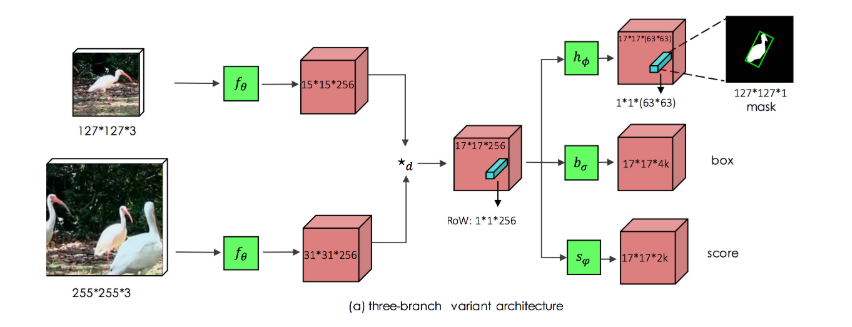 127*127*3
fθ
15*15*256
255*255*3
fθ
31*31*256
⋆d
17*17*256
RoW: 1*1*256
hϕ
17*17*(63*63)
1*1*(63*63)
127*127*1
mask
bσ
17*17*4k
box
sφ
17*17*2k
score
(a) three-branch variant architecture